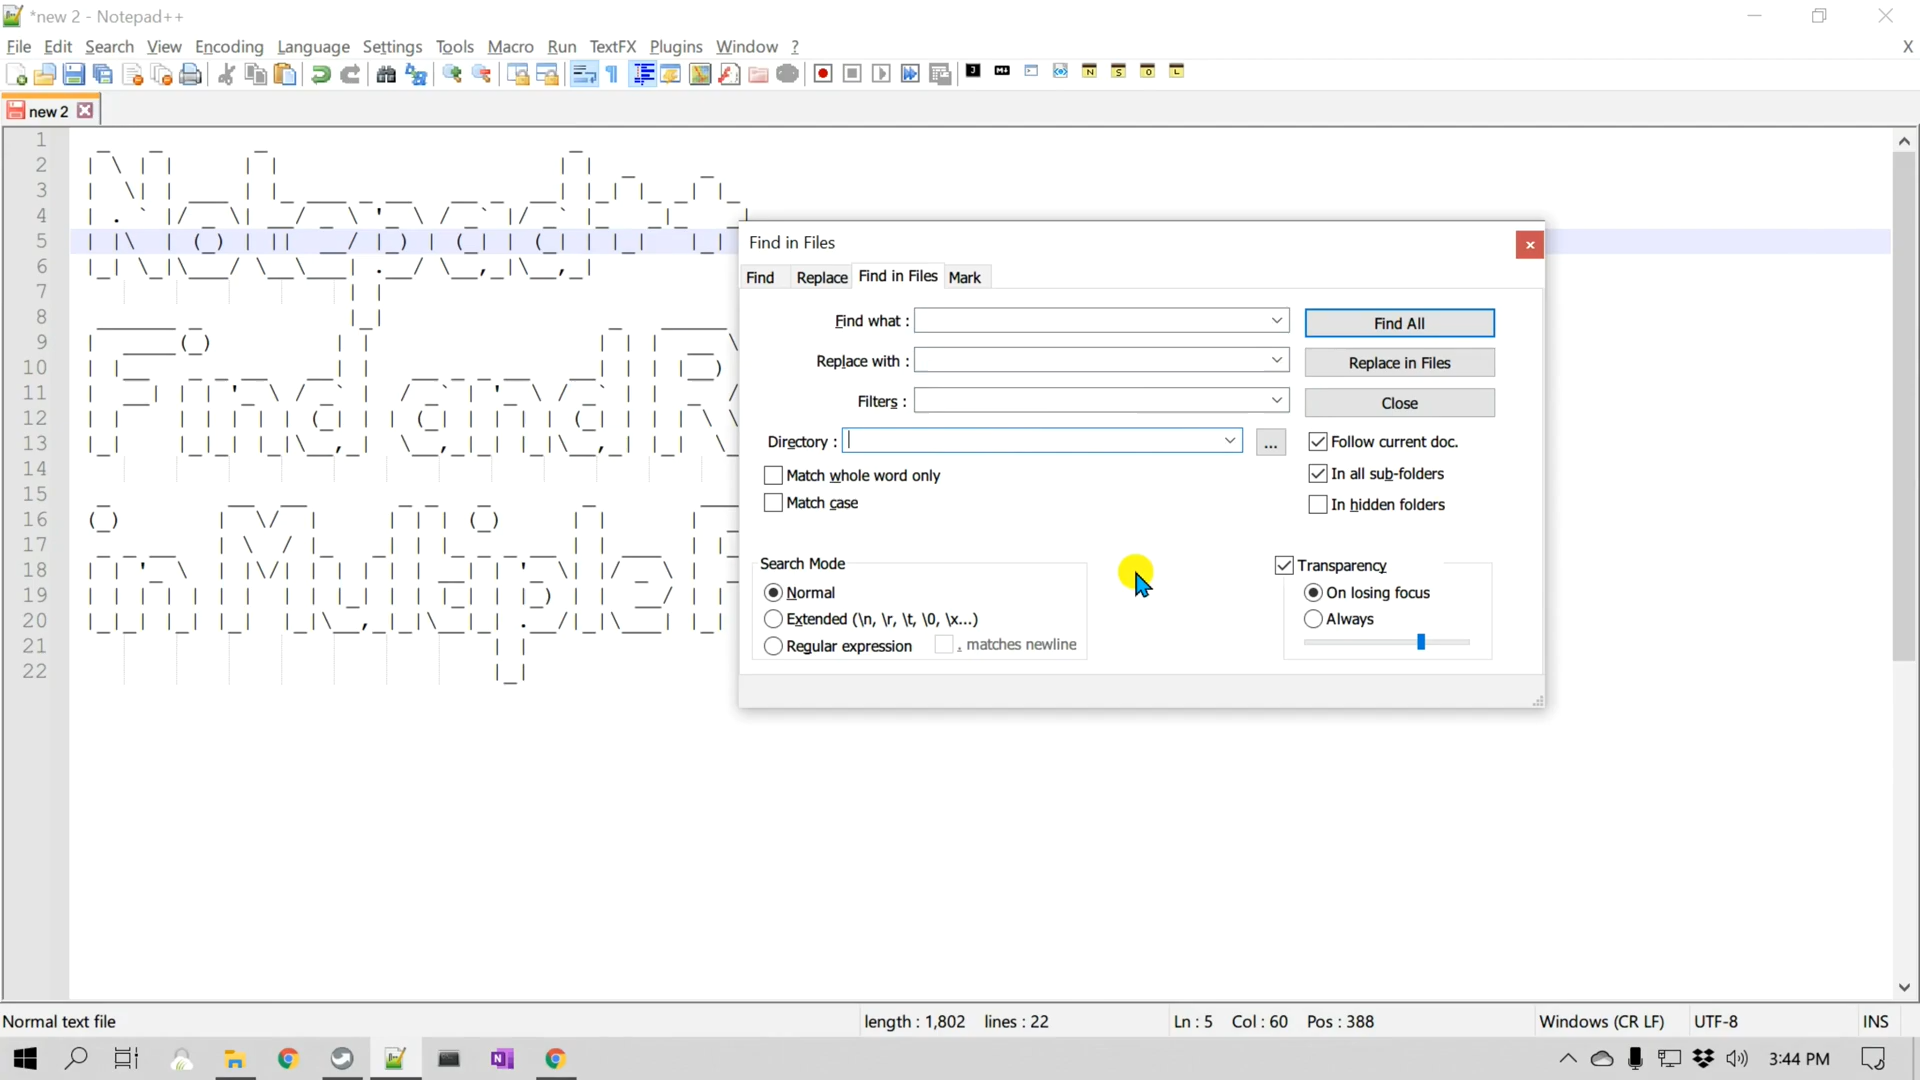 *new 2 - Notepad++
File Edit Search View Encoding Language Settings Tools Macro Run TextFX Plugins Window ? X
new 2
1
2
3
4
5
6
7
8
9
10
11
12
13
14
15
16
17
18
19
20
21
22
Notepad++
Find and R
in Multiple F
Find in Files
Find Replace Find in Files Mark
Find what : Find All
Replace with : Replace in Files
Filters : Close
Directory : ... Follow current doc.
Match whole word only In all sub-folders
Match case In hidden folders
Search Mode Transparency
Normal On losing focus
Extended (\n, \r, \t, \0, \x...) Always
Regular expression . matches newline
Normal text file length : 1,802 lines : 22 Ln : 5 Col : 60 Pos : 388 Windows (CR LF) UTF-8 INS
3:44 PM